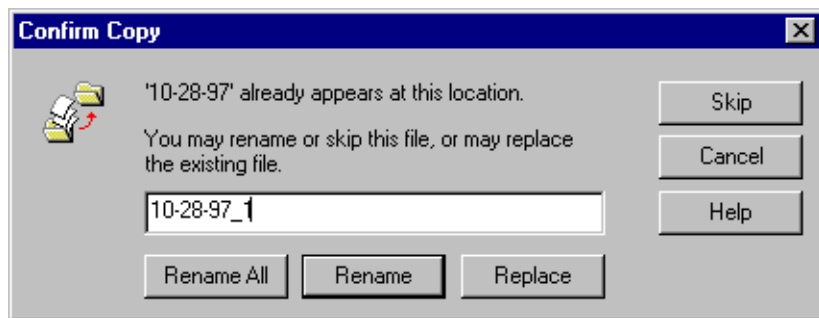 Confirm Copy
'10-28-97' already appears at this location.
You may rename or skip this file, or may replace
the existing file.
10-28-97_1
Rename All
Rename
Replace
Skip
Cancel
Help